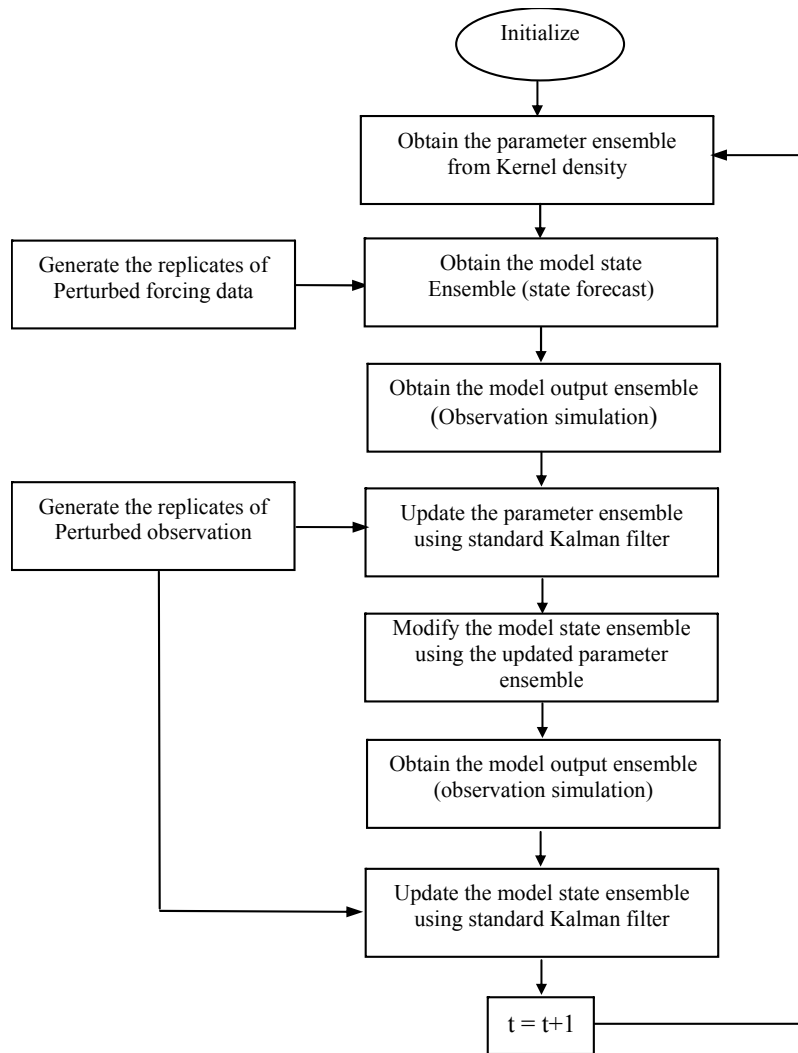 Initialize
Obtain the parameter ensemble
from Kernel density
Generate the replicates of
Perturbed forcing data
Obtain the model state
Ensemble (state forecast)
Obtain the model output ensemble
(Observation simulation)
Generate the replicates of
Perturbed observation
Update the parameter ensemble
using standard Kalman filter
Modify the model state ensemble
using the updated parameter
ensemble
Obtain the model output ensemble
(observation simulation)
Update the model state ensemble
using standard Kalman filter
t = t+1